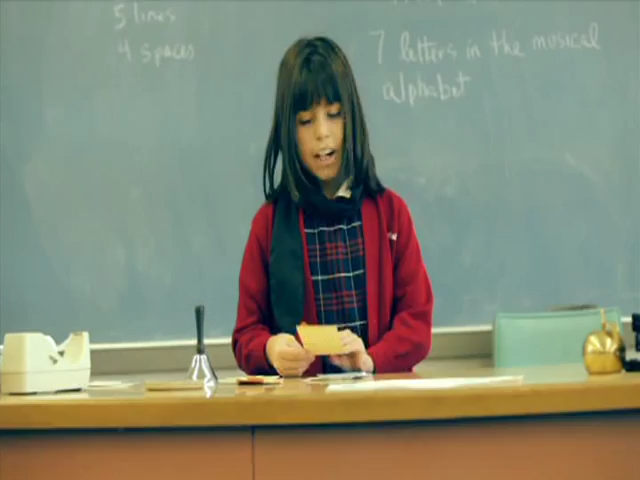 5 lines
4 spaces
7 letters in the musical
alphabet